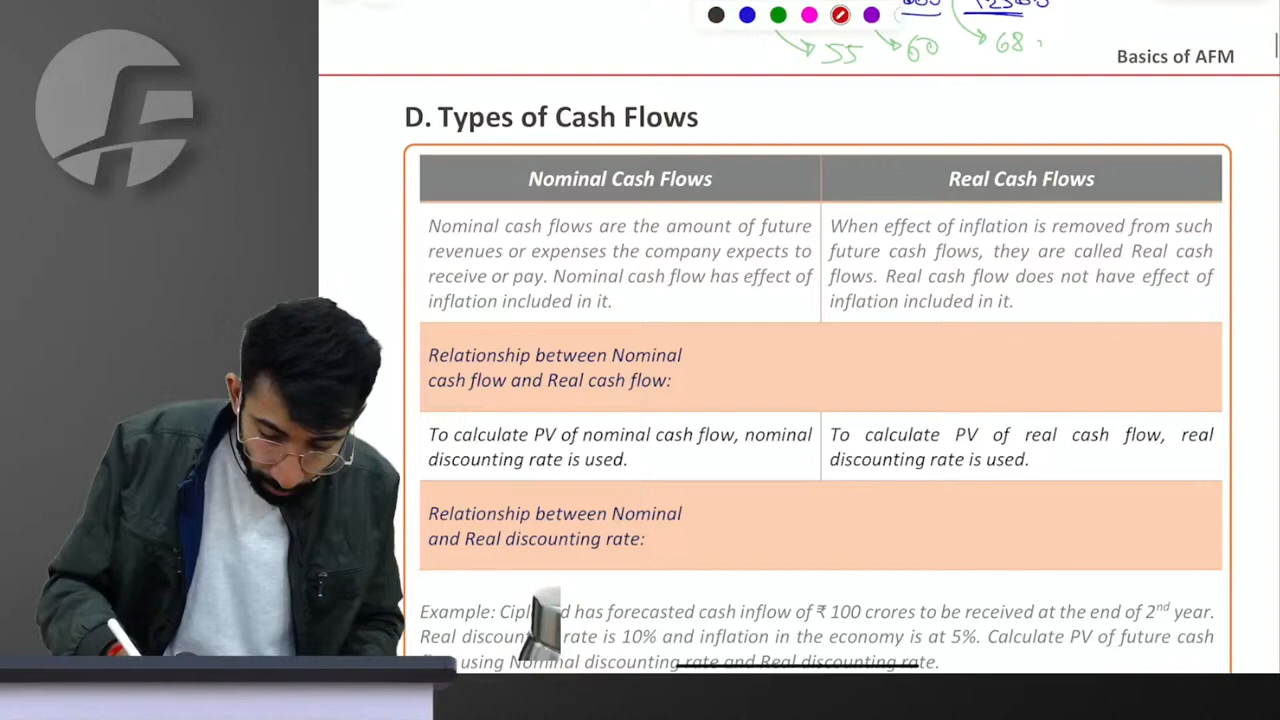 55 60 68
Basics of AFM
D. Types of Cash Flows
Nominal Cash Flows
Real Cash Flows
Nominal cash flows are the amount of future
revenues or expenses the company expects to
receive or pay. Nominal cash flow has effect of
inflation included in it.
When effect of inflation is removed from such
future cash flows, they are called Real cash
flows. Real cash flow does not have effect of
inflation included in it.
Relationship between Nominal
cash flow and Real cash flow:
To calculate PV of nominal cash flow, nominal
discounting rate is used.
To calculate PV of real cash flow, real
discounting rate is used.
Relationship between Nominal
and Real discounting rate:
Example: has forecasted cash inflow of ₹ 100 crores to be received at the end of 2nd year.
Real rate is 10% and inflation in the economy is at 5%. Calculate PV of future cash
using Nominal discounting rate and Real discounting rate.